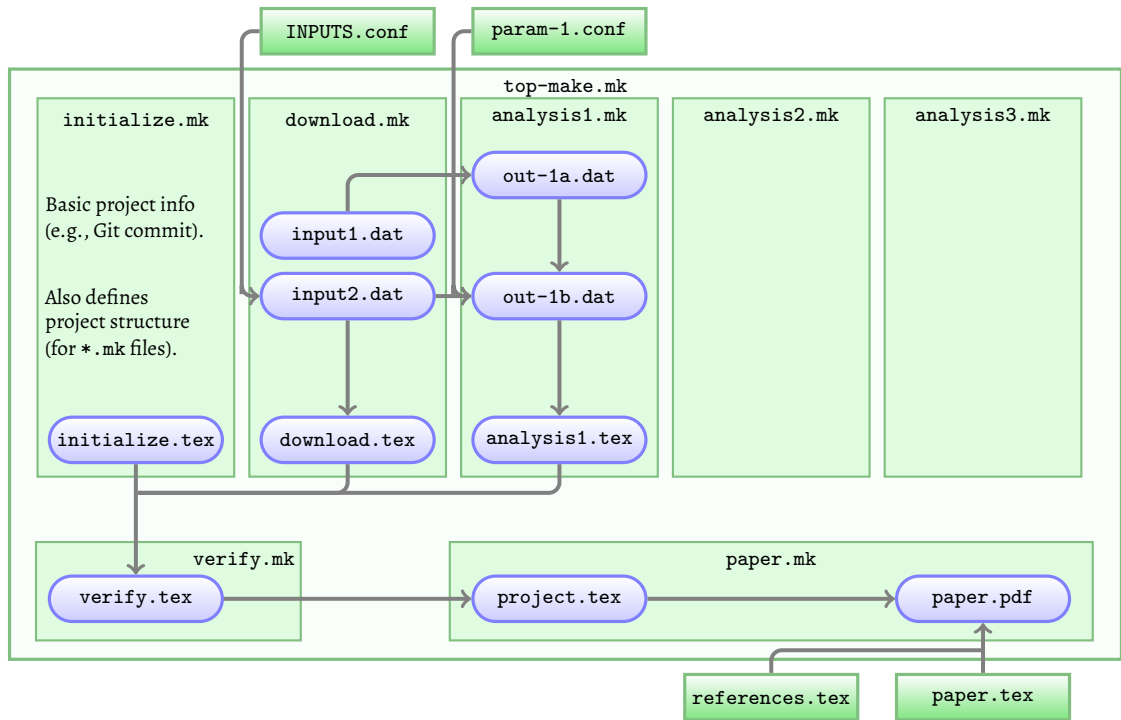 INPUTS.conf
param-1.conf
top-make.mk
initialize.mk
download.mk
analysis1.mk
analysis2.mk
analysis3.mk
out-1a.dat
Basic project info
(e.g., Git commit).
input1.dat
input2.dat
out-1b.dat
Also defines
project structure
(for *.mk files).
initialize.tex
download.tex
analysis1.tex
verify.mk
paper.mk
verify.tex
project.tex
paper.pdf
references.tex
paper.tex